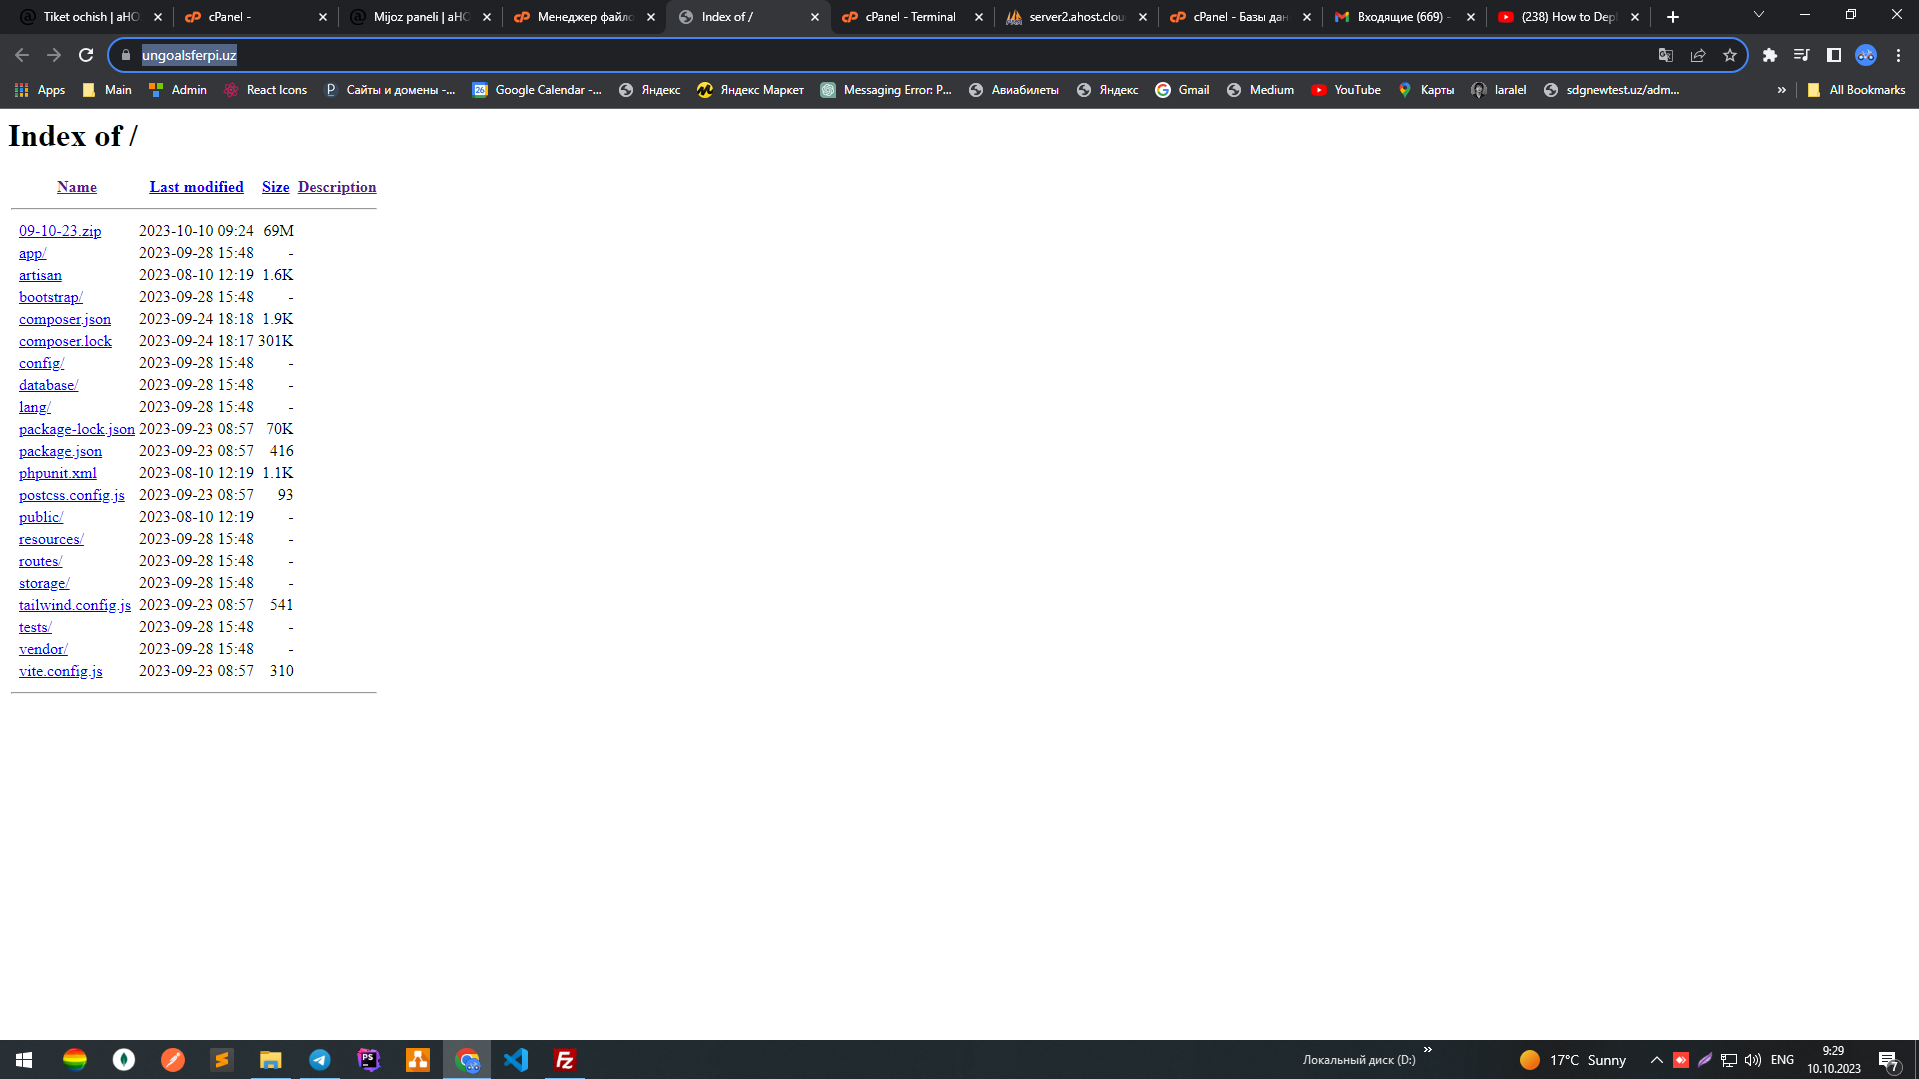 Tiket ochish | aHO
cPanel -
Mijoz paneli | aHO
Менеджер файло
Index of /
cPanel - Terminal
server2.ahost.clou
cPanel - Базы дан
Входящие (669) -
(238) How to Depl
ungoalsferpi.uz
Apps
Main
Admin
React Icons
Сайты и домены -...
Google Calendar -...
Яндекс
Яндекс Маркет
Messaging Error: P...
Авиабилеты
Яндекс
Gmail
Medium
YouTube
Карты
laralel
sdgnewtest.uz/adm...
»
All Bookmarks
Index of /
Name Last modified Size Description
09-10-23.zip 2023-10-10 09:24 69M
app/ 2023-09-28 15:48 -
artisan 2023-08-10 12:19 1.6K
bootstrap/ 2023-09-28 15:48 -
composer.json 2023-09-24 18:18 1.9K
composer.lock 2023-09-24 18:17 301K
config/ 2023-09-28 15:48 -
database/ 2023-09-28 15:48 -
lang/ 2023-09-28 15:48 -
package-lock.json 2023-09-23 08:57 70K
package.json 2023-09-23 08:57 416
phpunit.xml 2023-08-10 12:19 1.1K
postcss.config.js 2023-09-23 08:57 93
public/ 2023-08-10 12:19 -
resources/ 2023-09-28 15:48 -
routes/ 2023-09-28 15:48 -
storage/ 2023-09-28 15:48 -
tailwind.config.js 2023-09-23 08:57 541
tests/ 2023-09-28 15:48 -
vendor/ 2023-09-28 15:48 -
vite.config.js 2023-09-23 08:57 310
Локальный диск (D:)
»
17°C Sunny
ENG
9:29
10.10.2023
7